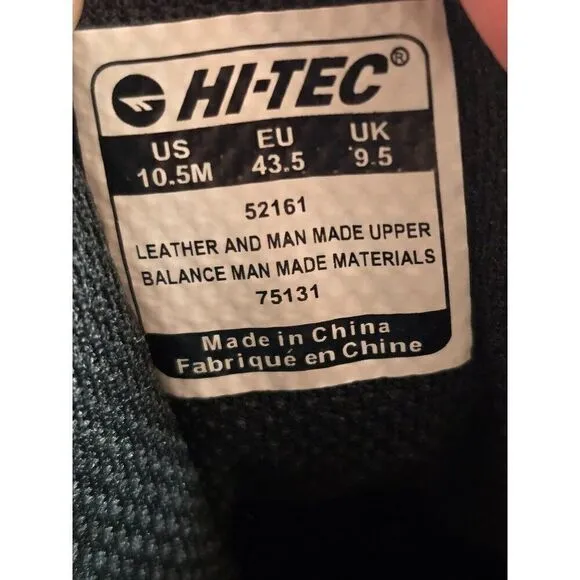 HI-TEC®
US EU UK
10.5M 43.5 9.5
52161
LEATHER AND MAN MADE UPPER
BALANCE MAN MADE MATERIALS
75131
Made in China
Fabriqué en Chine